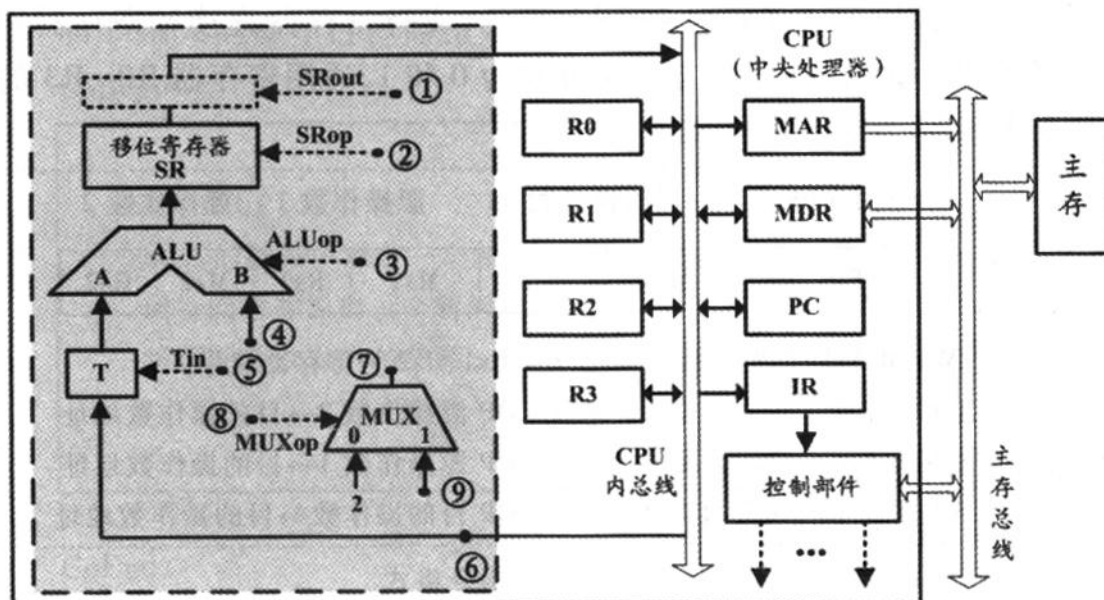 CPU
(中央处理器)
SRout ①
移位寄存器
SR
SRop ②
ALU
A B
ALUop ③
④
T
Tin ⑤
⑦
⑧
MUXop
MUX
0 1
2
⑨
⑥
R0
R1
R2
R3
MAR
MDR
PC
IR
CPU
内总线
控制部件
...
主存总线
主存